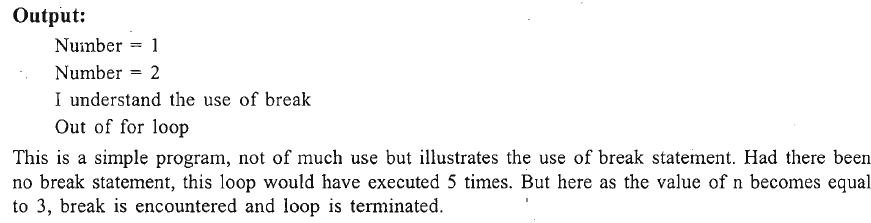 Output:
Number = 1
Number = 2
I understand the use of break
Out of for loop
This is a simple program, not of much use but illustrates the use of break statement. Had there been
no break statement, this loop would have executed 5 times. But here as the value of n becomes equal
to 3, break is encountered and loop is terminated.